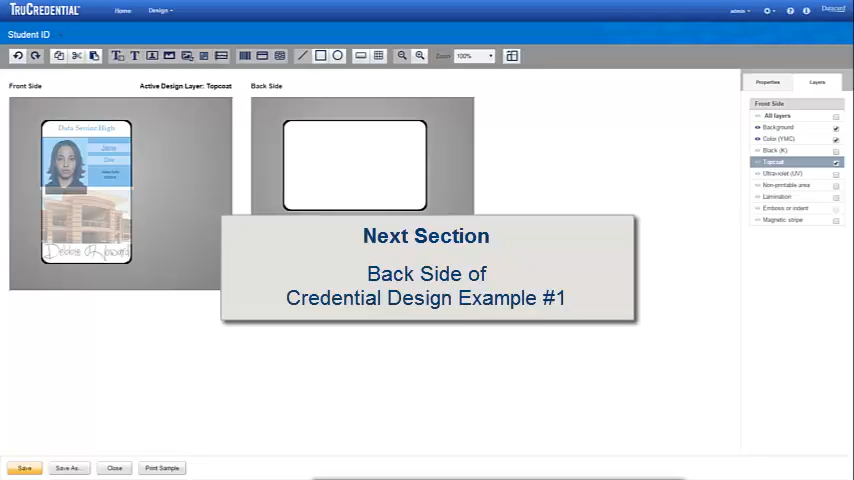 TRUCREDENTIAL
Home
Design
admin
Datacard
Student ID
Zoom
100%
Front Side
Active Design Layer: Topcoat
Back Side
Data Senior High
Jane
Doe
Debbie R Howard
Next Section
Back Side of
Credential Design Example #1
Properties
Layers
Front Side
All layers
Background
Color (YMC)
Black (K)
Topcoat
Ultraviolet (UV)
Non-printable area
Lamination
Emboss or indent
Magnetic stripe
Save
Save As...
Close
Print Sample